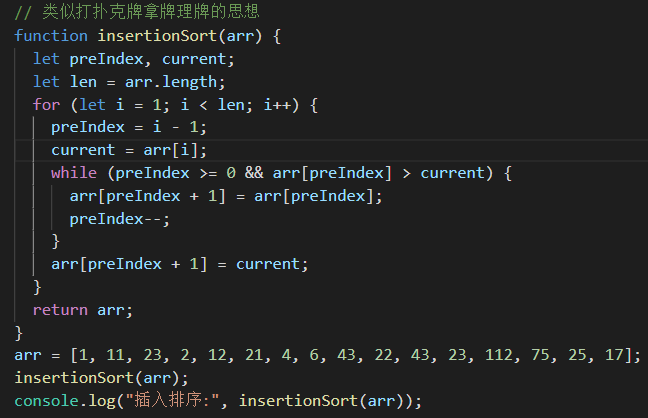 // 类似打扑克牌拿牌理牌的思想
function insertionSort(arr) {
  let preIndex, current;
  let len = arr.length;
  for (let i = 1; i < len; i++) {
    preIndex = i - 1;
    current = arr[i];
    while (preIndex >= 0 && arr[preIndex] > current) {
      arr[preIndex + 1] = arr[preIndex];
      preIndex--;
    }
    arr[preIndex + 1] = current;
  }
  return arr;
}
arr = [1, 11, 23, 2, 12, 21, 4, 6, 43, 22, 43, 23, 112, 75, 25, 17];
insertionSort(arr);
console.log("插入排序:", insertionSort(arr));